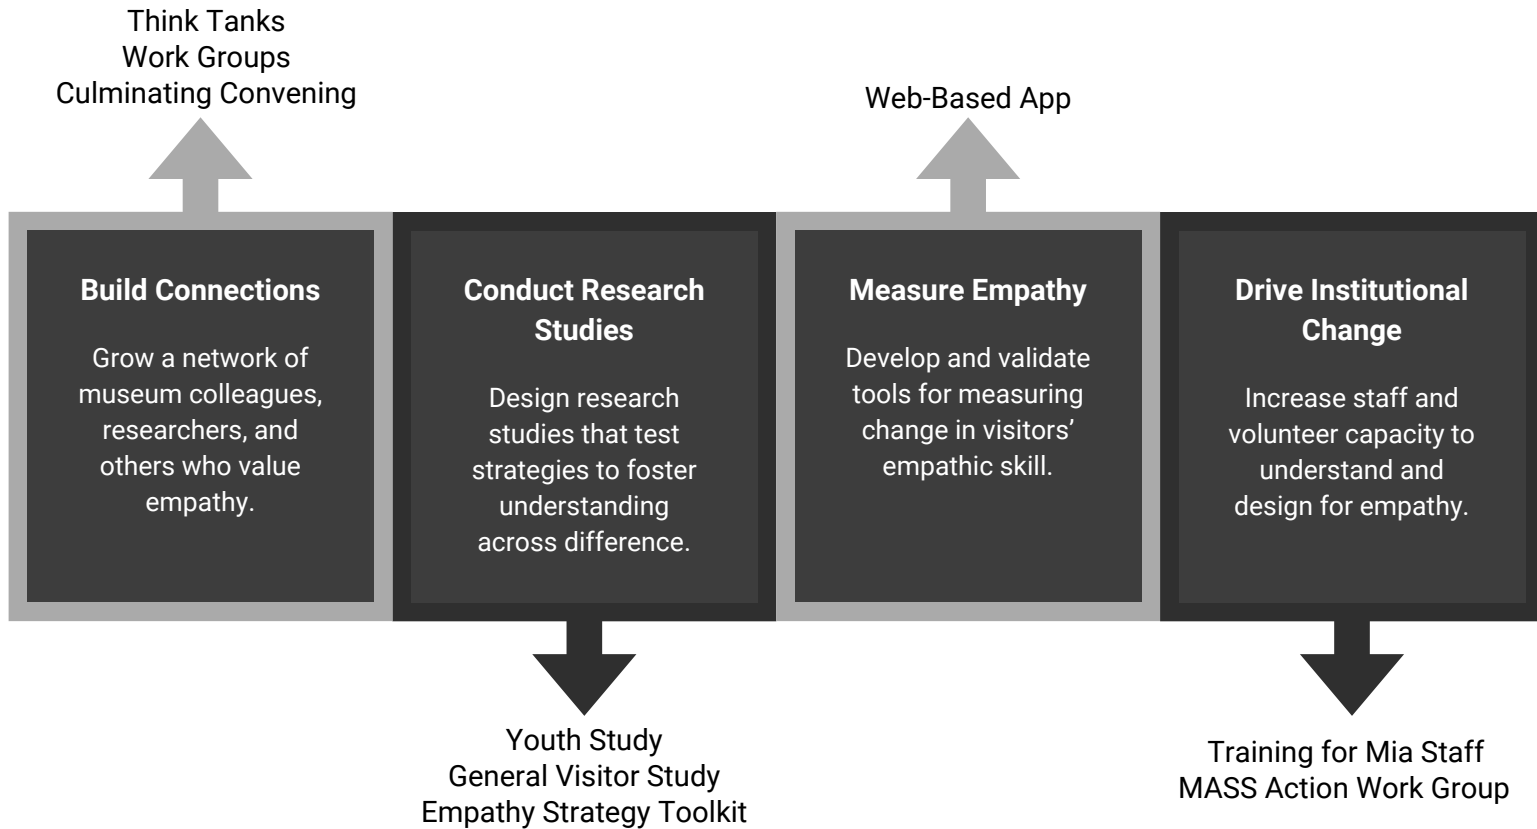 Think Tanks
Work Groups
Culminating Convening
Web-Based App
Build Connections
Grow a network of
museum colleagues,
researchers, and
others who value
empathy.
Conduct Research
Studies
Design research
studies that test
strategies to foster
understanding
across difference.
Measure Empathy
Develop and validate
tools for measuring
change in visitors’
empathic skill.
Drive Institutional
Change
Increase staff and
volunteer capacity to
understand and
design for empathy.
Youth Study
General Visitor Study
Empathy Strategy Toolkit
Training for Mia Staff
MASS Action Work Group